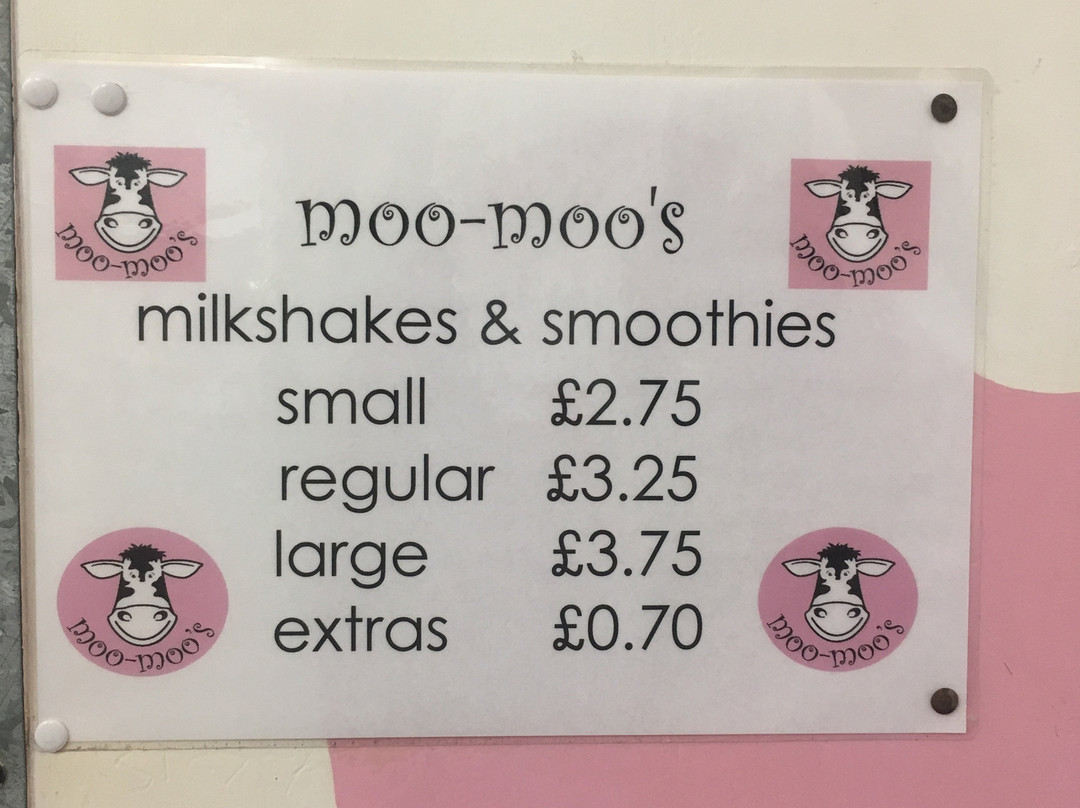 moo-moo's
moo-moo's
moo-moo's
milkshakes & smoothies
small £2.75
regular £3.25
large £3.75
extras £0.70
moo-moo's
moo-moo's